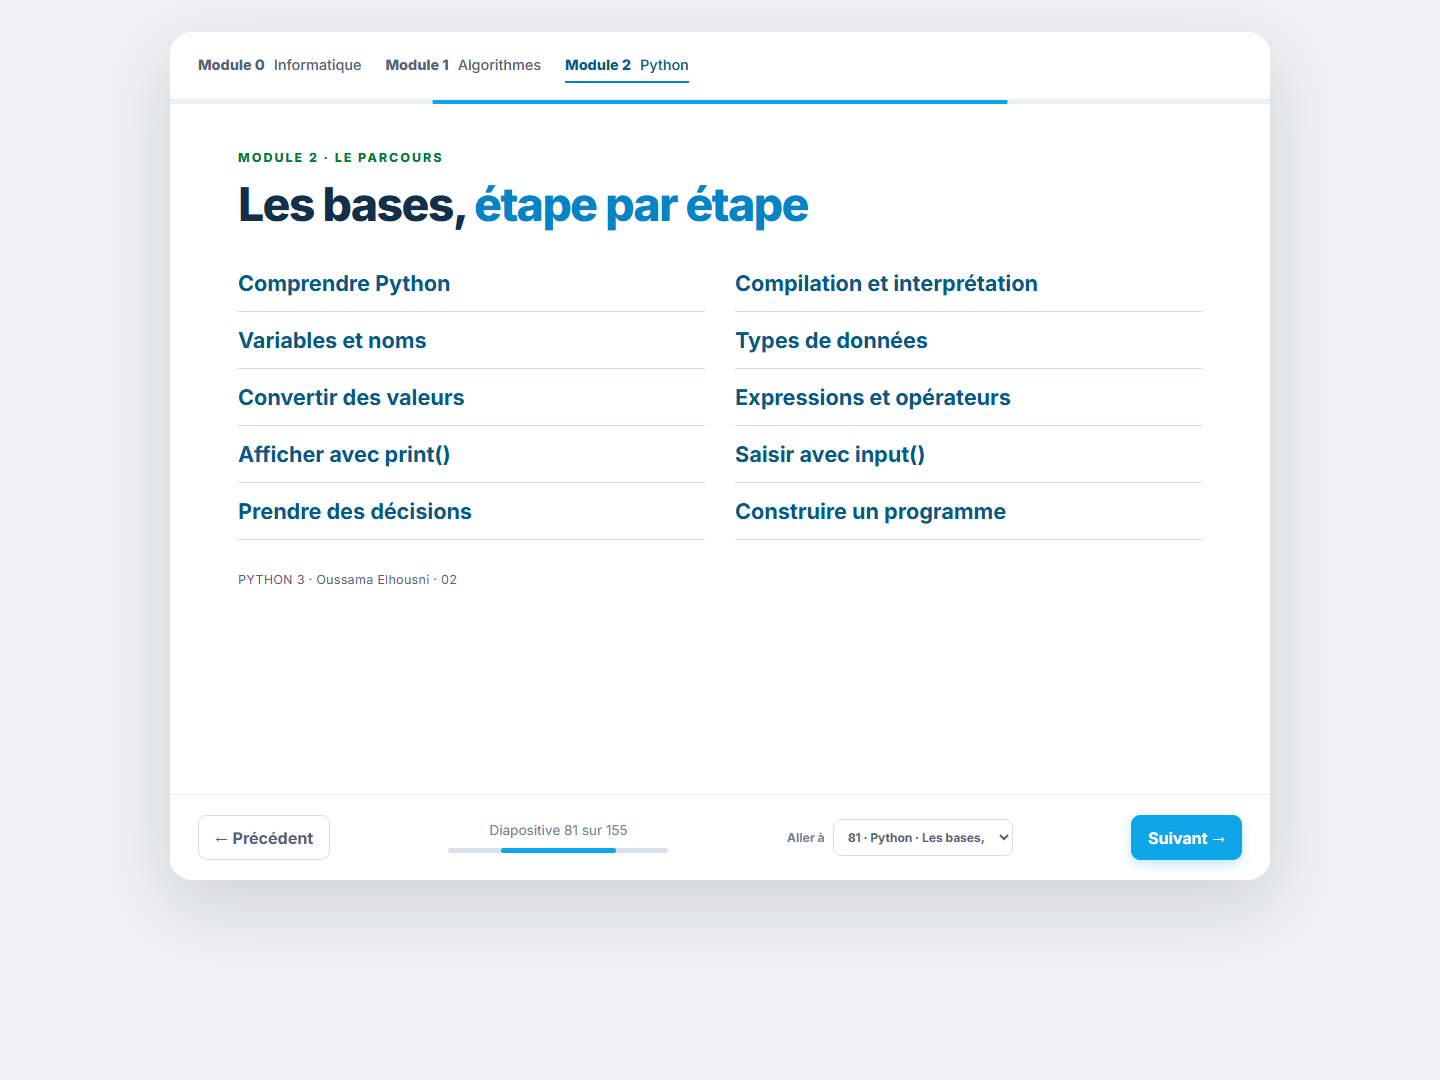 Module 0 Informatique Module 1 Algorithmes Module 2 Python
MODULE 2 · LE PARCOURS
Les bases, étape par étape
Comprendre Python
Compilation et interprétation
Variables et noms
Types de données
Convertir des valeurs
Expressions et opérateurs
Afficher avec print()
Saisir avec input()
Prendre des décisions
Construire un programme
PYTHON 3 · Oussama Elhousni · 02
← Précédent
Diapositive 81 sur 155
Aller à
81 · Python · Les bases,
Suivant →